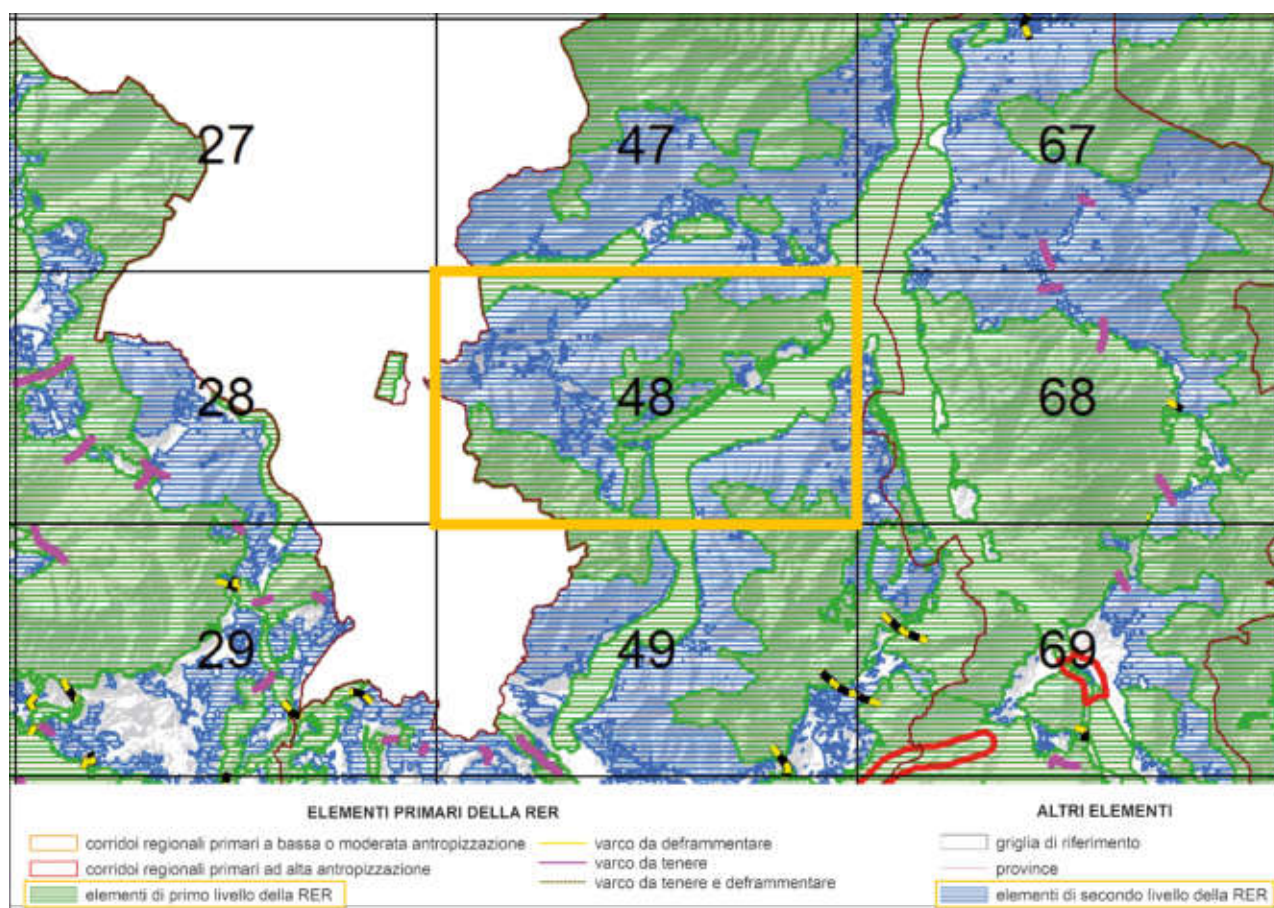 27
47
67
28
48
68
29
49
69
ELEMENTI PRIMARI DELLA RER
ALTRI ELEMENTI
corridoi regionali primari a bassa o moderata antropizzazione
varco da deframmentare
griglia di riferimento
corridoi regionali primari ad alta antropizzazione
varco da tenere
province
elementi di primo livello della RER
varco da tenere e deframmentare
elementi di secondo livello della RER